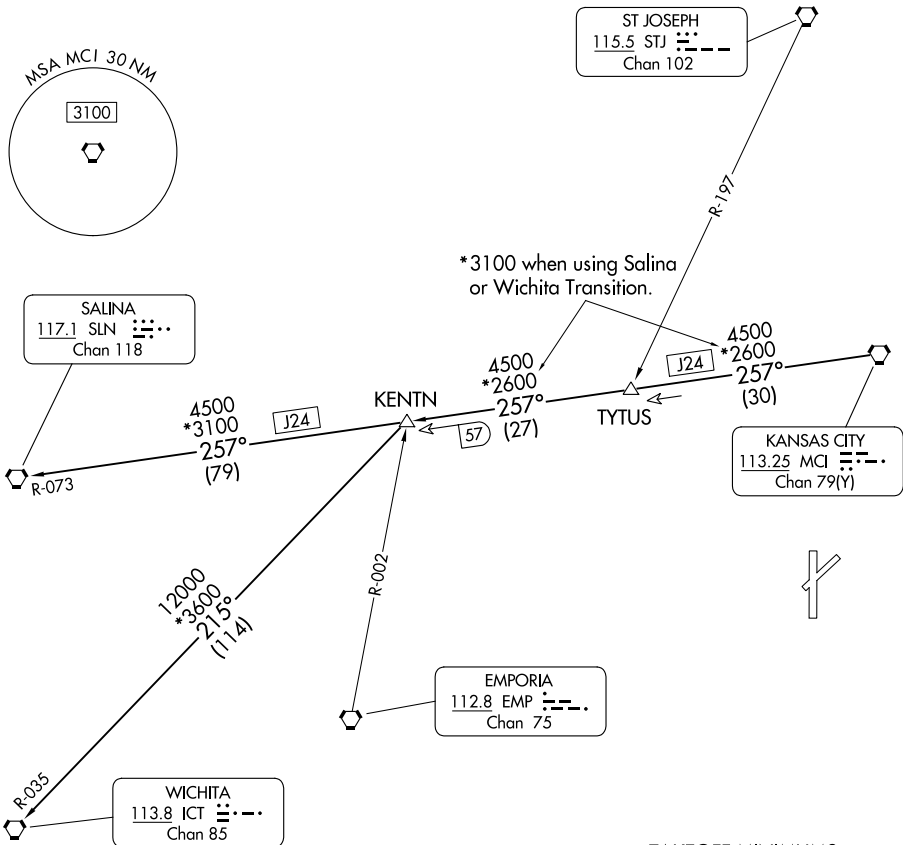 ST JOSEPH
115.5 STJ
Chan 102
MSA MCI 30 NM
3100
R-197
*3100 when using Salina
or Wichita Transition.
SALINA
117.1 SLN
Chan 118
4500
*2600
257°
(30)
J24
4500
*2600
257°
(27)
TYTUS
KENTN
57
4500
*3100
257°
(79)
J24
R-073
KANSAS CITY
113.25 MCI
Chan 79(Y)
R-002
12000
*3600
215°
(114)
EMPORIA
112.8 EMP
Chan 75
R-035
WICHITA
113.8 ICT
Chan 85